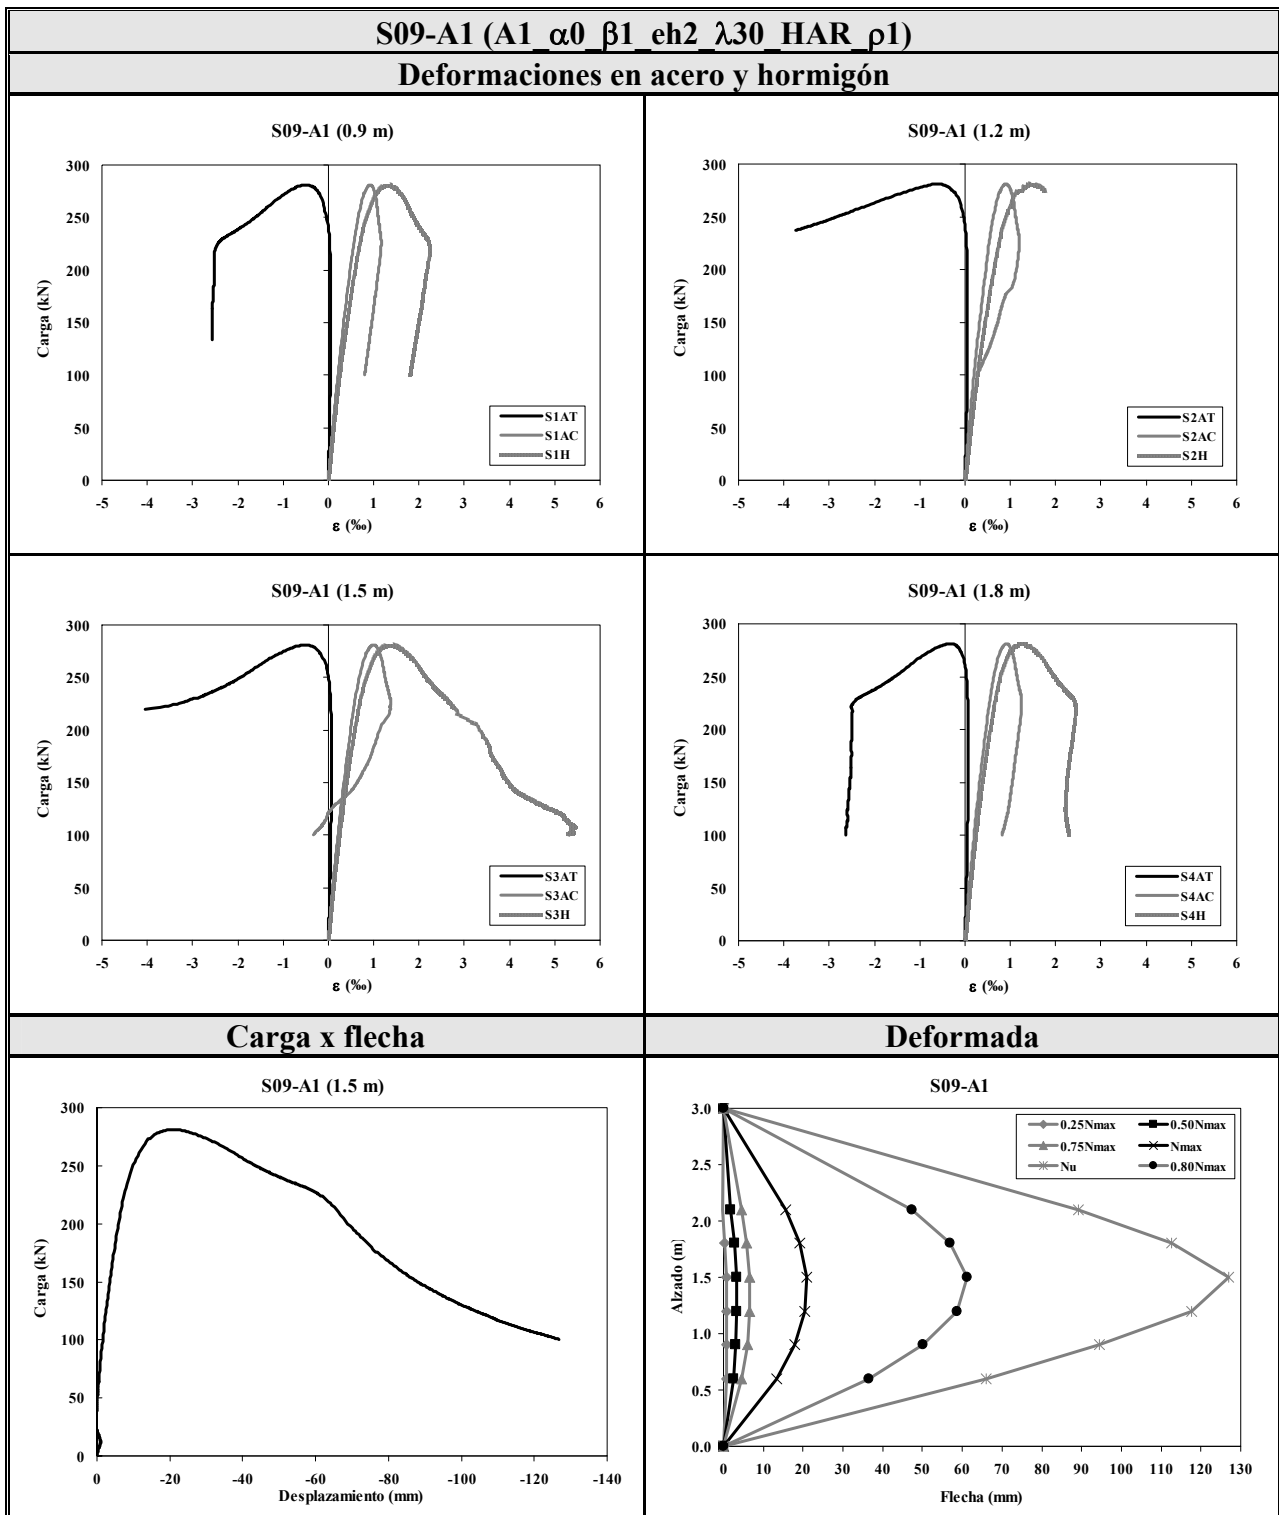 S09-A1 (A1_α0_β1_eh2_λ30_HAR_ρ1)
Deformaciones en acero y hormigón
S09-A1 (0.9 m)
300
250
200
150
100
50
0
Carga (kN)
-5 -4 -3 -2 -1 0 1 2 3 4 5 6
ε (‰)
S1AT
S1AC
S1H
S09-A1 (1.2 m)
300
250
200
150
100
50
0
Carga (kN)
-5 -4 -3 -2 -1 0 1 2 3 4 5 6
ε (‰)
S2AT
S2AC
S2H
S09-A1 (1.5 m)
300
250
200
150
100
50
0
Carga (kN)
-5 -4 -3 -2 -1 0 1 2 3 4 5 6
ε (‰)
S3AT
S3AC
S3H
S09-A1 (1.8 m)
300
250
200
150
100
50
0
Carga (kN)
-5 -4 -3 -2 -1 0 1 2 3 4 5 6
ε (‰)
S4AT
S4AC
S4H
Carga x flecha
S09-A1 (1.5 m)
300
250
200
150
100
50
0
Carga (kN)
0 -20 -40 -60 -80 -100 -120 -140
Desplazamiento (mm)
Deformada
S09-A1
3.0
2.5
2.0
1.5
1.0
0.5
0.0
Alzado (m)
0 10 20 30 40 50 60 70 80 90 100 110 120 130
Flecha (mm)
0.25Nmax 0.50Nmax
0.75Nmax Nmax
Nu 0.80Nmax